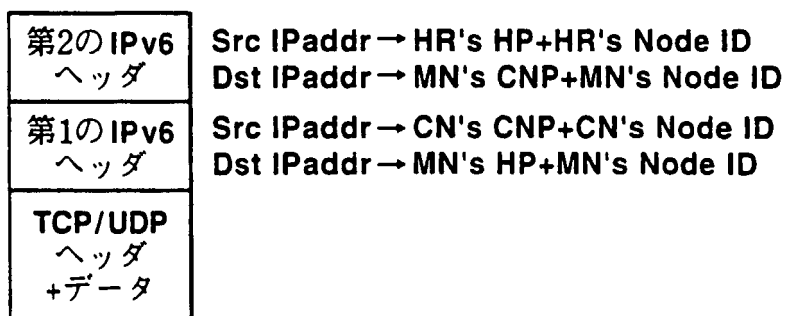 第2の IPv6
ヘッダ
Src IPaddr→HR's HP+HR's Node ID
Dst IPaddr→MN's CNP+MN's Node ID
第1の IPv6
ヘッダ
Src IPaddr→CN's CNP+CN's Node ID
Dst IPaddr→MN's HP+MN's Node ID
TCP/UDP
ヘッダ
+データ